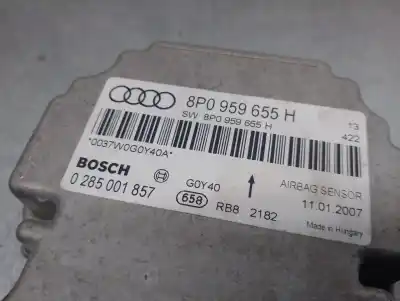 8P0 959 655 H
SW 8P0 959 655 H
13
422
*0037W0G0Y40A*
BOSCH
G0Y40
AIRBAG SENSOR
0 285 001 857
658
RB8 2182
11.01.2007
Made in Hungary